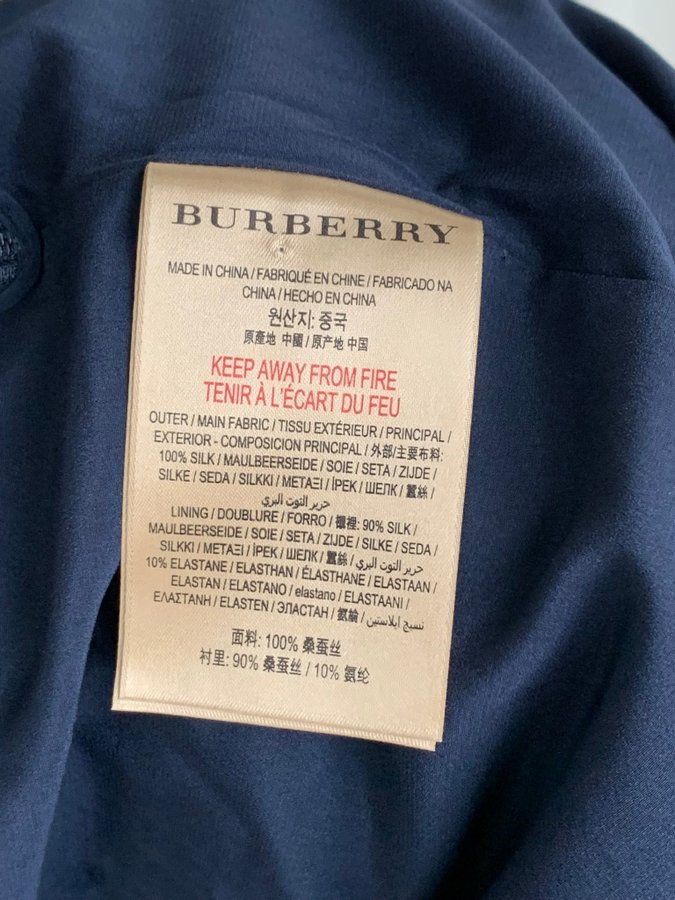 BURBERRY
MADE IN CHINA / FABRIQUÉ EN CHINE / FABRICADO NA
CHINA / HECHO EN CHINA
원산지: 중국
原產地 中國 / 原产地 中国
KEEP AWAY FROM FIRE
TENIR À L'ÉCART DU FEU
OUTER / MAIN FABRIC / TISSU EXTÉRIEUR / PRINCIPAL /
EXTERIOR - COMPOSICION PRINCIPAL / 外部/主要布料:
100% SILK / MAULBEERSEIDE / SOIE / SETA / ZIJDE /
SILKE / SEDA / SILKKI / ΜΕΤΑΞΙ / İPEK / ШЕЛК / 蠶絲 /
حرير التوت البري
LINING / DOUBLURE / FORRO / 襯裡: 90% SILK /
MAULBEERSEIDE / SOIE / SETA / ZIJDE / SILKE / SEDA /
SILKKI / ΜΕΤΑΞΙ / İPEK / ШЕЛК / 蠶絲 / حرير التوت البري
10% ELASTANE / ELASTHAN / ÉLASTHANE / ELASTAAN /
ELASTAN / ELASTANO / elastano / ELASTAANI /
ΕΛΑΣΤΑΝΗ / ELASTEN / ЭЛАСТАН / 氨綸 / نسيج إيلاستين
面料: 100% 桑蚕丝
衬里: 90% 桑蚕丝 / 10% 氨纶